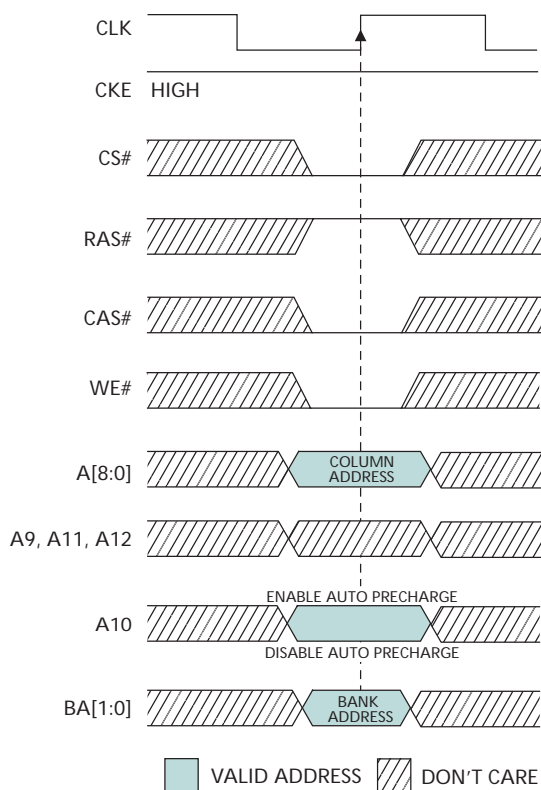 CLK
CKE HIGH
CS#
RAS#
CAS#
WE#
A[8:0]
COLUMN
ADDRESS
A9, A11, A12
ENABLE AUTO PRECHARGE
A10
DISABLE AUTO PRECHARGE
BA[1:0]
BANK
ADDRESS
VALID ADDRESS DON'T CARE